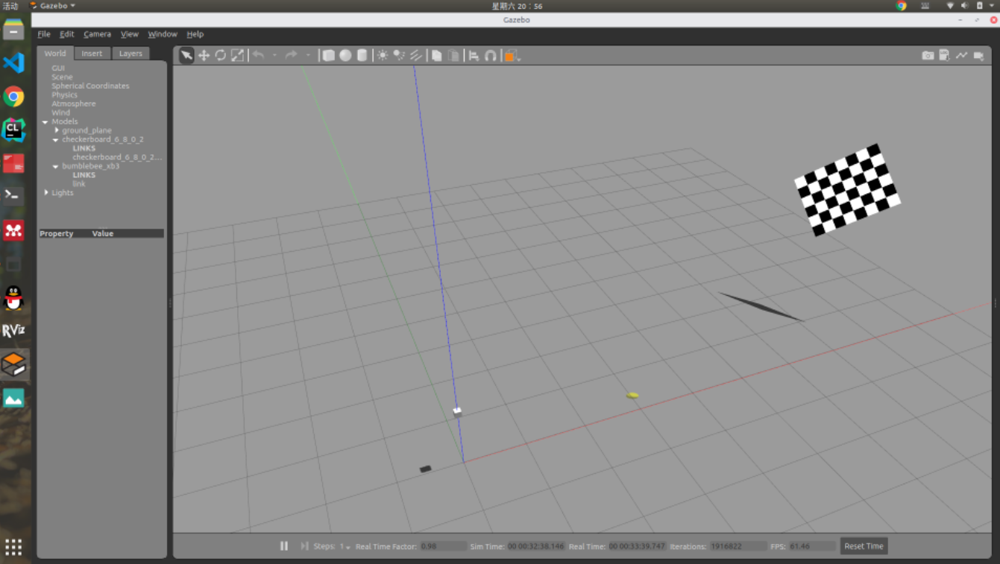 活动 Gazebo 星期六 20:56
Gazebo
File Edit Camera View Window Help
World Insert Layers
GUI
Scene
Spherical Coordinates
Physics
Atmosphere
Wind
Models
ground_plane
checkerboard_6_8_0_2
LINKS
checkerboard_6_8_0_2...
bumblebee_xb3
LINKS
link
Lights
Property Value
CL
RViz
Steps: 1 Real Time Factor: 0.98 Sim Time: 00 00:32:38.146 Real Time: 00 00:33:39.747 Iterations: 1916822 FPS: 61.46 Reset Time